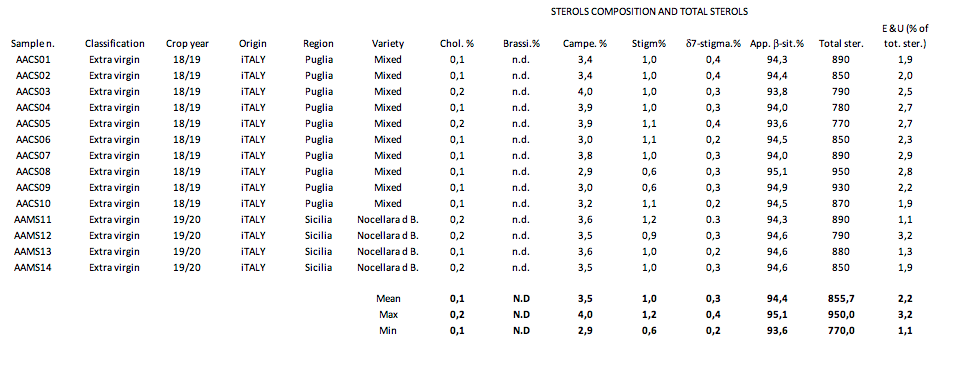 STEROLS COMPOSITION AND TOTAL STEROLS
Sample n. Classification Crop year Origin Region Variety Chol. % Brassi.% Campe. % Stigm% δ7-stigma.% App. β-sit.% Total ster. E &U (% of tot. ster.)
AACS01 Extra virgin 18/19 iTALY Puglia Mixed 0,1 n.d. 3,4 1,0 0,4 94,3 890 1,9
AACS02 Extra virgin 18/19 iTALY Puglia Mixed 0,1 n.d. 3,4 1,0 0,4 94,4 850 2,0
AACS03 Extra virgin 18/19 iTALY Puglia Mixed 0,2 n.d. 4,0 1,0 0,3 93,8 790 2,5
AACS04 Extra virgin 18/19 iTALY Puglia Mixed 0,1 n.d. 3,9 1,0 0,3 94,0 780 2,7
AACS05 Extra virgin 18/19 iTALY Puglia Mixed 0,2 n.d. 3,9 1,1 0,4 93,6 770 2,7
AACS06 Extra virgin 18/19 iTALY Puglia Mixed 0,1 n.d. 3,0 1,1 0,2 94,5 850 2,3
AACS07 Extra virgin 18/19 iTALY Puglia Mixed 0,1 n.d. 3,8 1,0 0,3 94,0 890 2,9
AACS08 Extra virgin 18/19 iTALY Puglia Mixed 0,1 n.d. 2,9 0,6 0,3 95,1 950 2,8
AACS09 Extra virgin 18/19 iTALY Puglia Mixed 0,1 n.d. 3,0 0,6 0,3 94,9 930 2,2
AACS10 Extra virgin 18/19 iTALY Puglia Mixed 0,1 n.d. 3,2 1,1 0,2 94,5 870 1,9
AAMS11 Extra virgin 19/20 iTALY Sicilia Nocellara d B. 0,2 n.d. 3,6 1,2 0,3 94,3 890 1,1
AAMS12 Extra virgin 19/20 iTALY Sicilia Nocellara d B. 0,2 n.d. 3,5 0,9 0,3 94,6 790 3,2
AAMS13 Extra virgin 19/20 iTALY Sicilia Nocellara d B. 0,1 n.d. 3,6 1,0 0,2 94,6 880 1,3
AAMS14 Extra virgin 19/20 iTALY Sicilia Nocellara d B. 0,2 n.d. 3,5 1,0 0,3 94,6 850 1,9
Mean 0,1 N.D 3,5 1,0 0,3 94,4 855,7 2,2
Max 0,2 N.D 4,0 1,2 0,4 95,1 950,0 3,2
Min 0,1 N.D 2,9 0,6 0,2 93,6 770,0 1,1